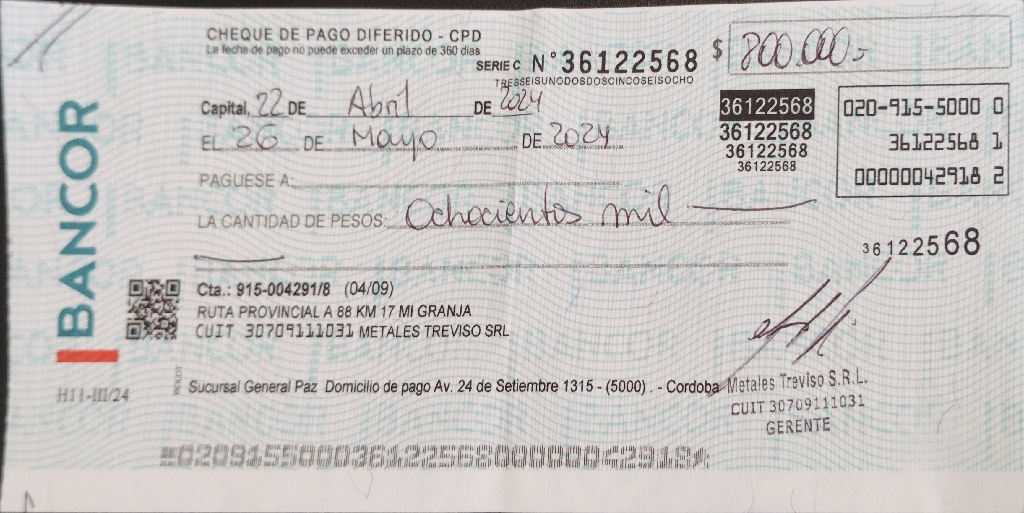 CHEQUE DE PAGO DIFERIDO - CPD
La fecha de pago no puede exceder un plazo de 360 días
SERIE C N° 36122568 $ 800.000.-
TRESSEISUNODOSDOSCINCOSEISOCHO
Capital, 22 DE Abril DE 2024
EL 26 DE Mayo DE 2024
PAGUESE A:
LA CANTIDAD DE PESOS: Ochocientos mil
36122568
36122568
36122568
36122568
020-915-5000 0
36122568 1
00000042918 2
36122568
BANCOR
Cta.: 915-004291/8 (04/09)
RUTA PROVINCIAL A 88 KM 17 MI GRANJA
CUIT 30709111031 METALES TREVISO SRL
Sucursal General Paz Domicilio de pago Av. 24 de Setiembre 1315 - (5000) . - Cordoba
H11-III/24
Metales Treviso S.R.L.
CUIT 30709111031
GERENTE
02091550003612256800000042918